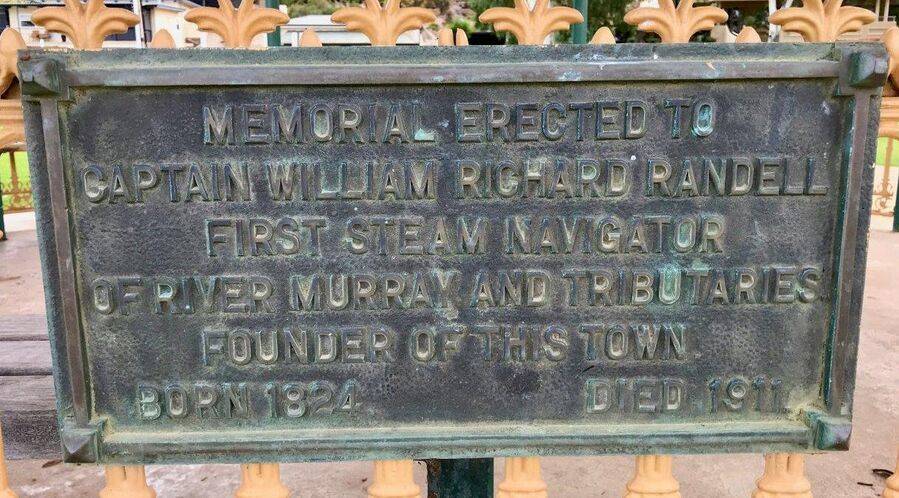 MEMORIAL ERECTED TO
CAPTAIN WILLIAM RICHARD RANDELL
FIRST STEAM NAVIGATOR
OF RIVER MURRAY AND TRIBUTARIES
FOUNDER OF THIS TOWN
BORN 1824 DIED 1911